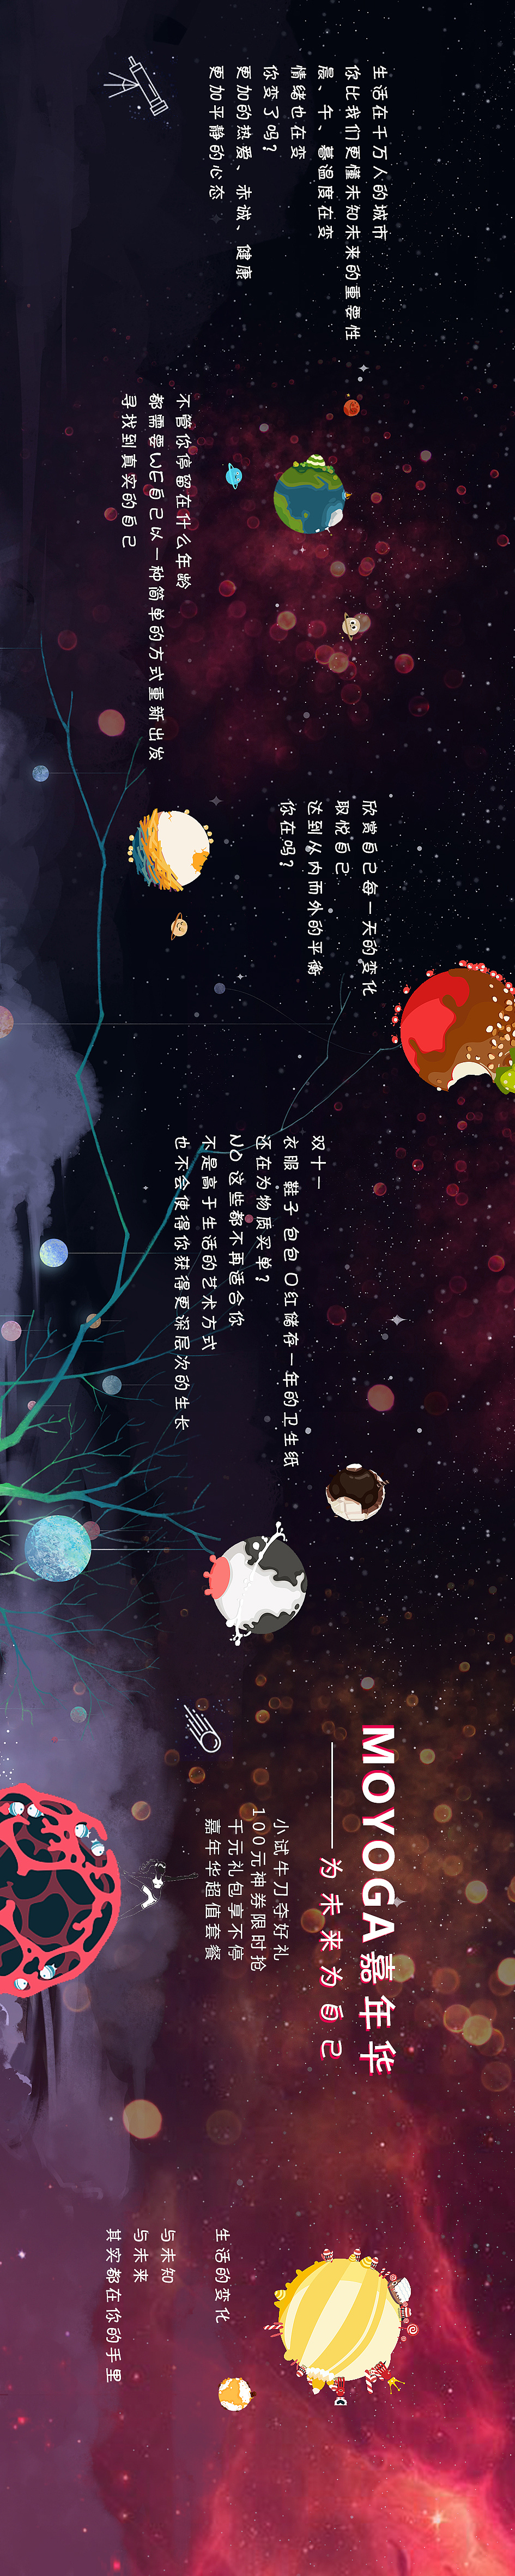 生活在千万人的城市
你比我们更懂未知未来的重要性
晨、午、暮温度在变
情绪也在变
你变了吗?
更加的热爱、赤诚、健康
更加平静的心态
不管你停留在什么年龄
都需要WE自己以一种简单的方式重新出发
寻找到真实的自己
欣赏自己每一天的变化
取悦自己
达到从内而外的平衡
你在吗?
双十一
衣服 鞋子 包包 口红储存一年的卫生纸
还在为物质买单?
NO 这些都不再适合你
不是高于生活的艺术方式
也不会使得你获得更深层次的生长
MOYOGA嘉年华
为未来为自己
小试牛刀夺好礼
100元神券限时抢
千元礼包享不停
嘉年华超值套餐
生活的变化
与未知
与未来
其实都在你的手里